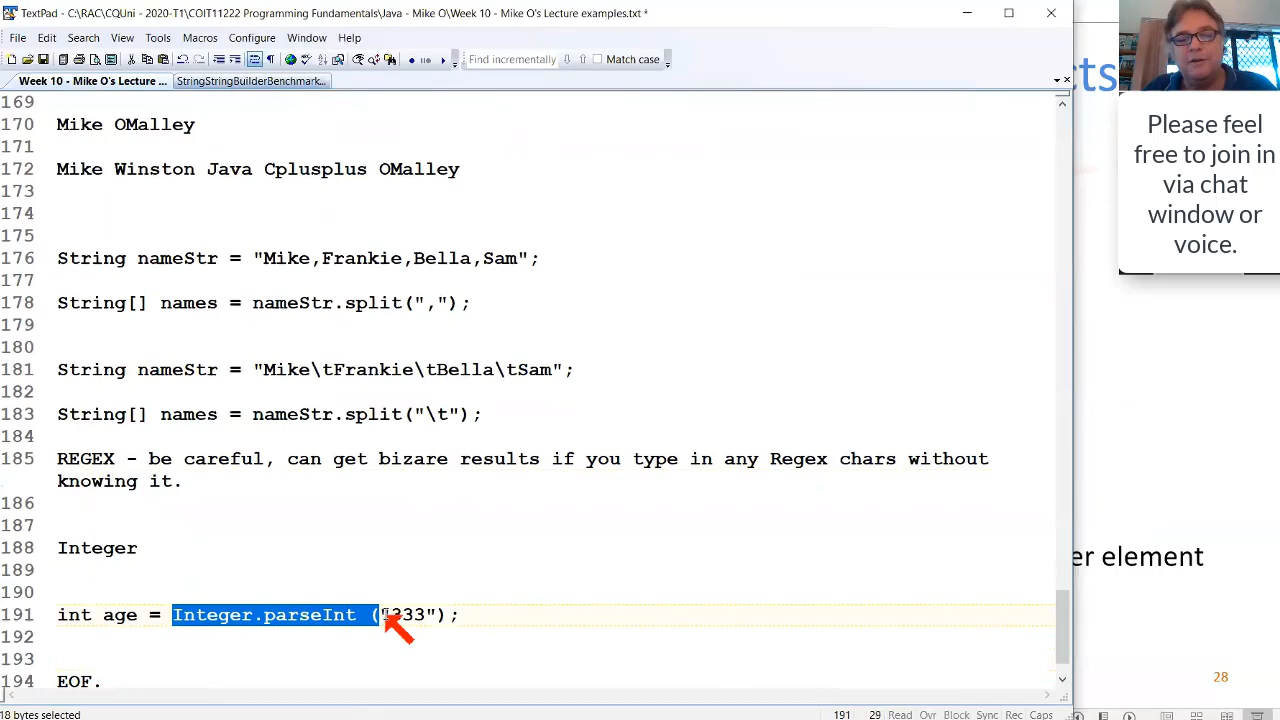 TextPad - C:\RAC\CQUni - 2020-T1\COIT11222 Programming Fundamentals\Java - Mike O\Week 10 - Mike O's Lecture examples.txt *
File Edit Search View Tools Macros Configure Window Help
Find incrementally Match case
Week 10 - Mike O's Lecture ... StringStringBuilderBenchmark...
cts
169
170 Mike OMalley
171
172 Mike Winston Java Cplusplus OMalley
173
174
175
176 String nameStr = "Mike,Frankie,Bella,Sam";
177
178 String[] names = nameStr.split(",");
179
180
181 String nameStr = "Mike\tFrankie\tBella\tSam";
182
183 String[] names = nameStr.split("\t");
184
185 REGEX - be careful, can get bizare results if you type in any Regex chars without
knowing it.
186
187
188 Integer
189
190
191 int age = Integer.parseInt ("333");
192
193
194 EOF.
Please feel
free to join in
via chat
window or
voice.
er element
28
18 bytes selected 191 29 Read Ovr Block Sync Rec Caps